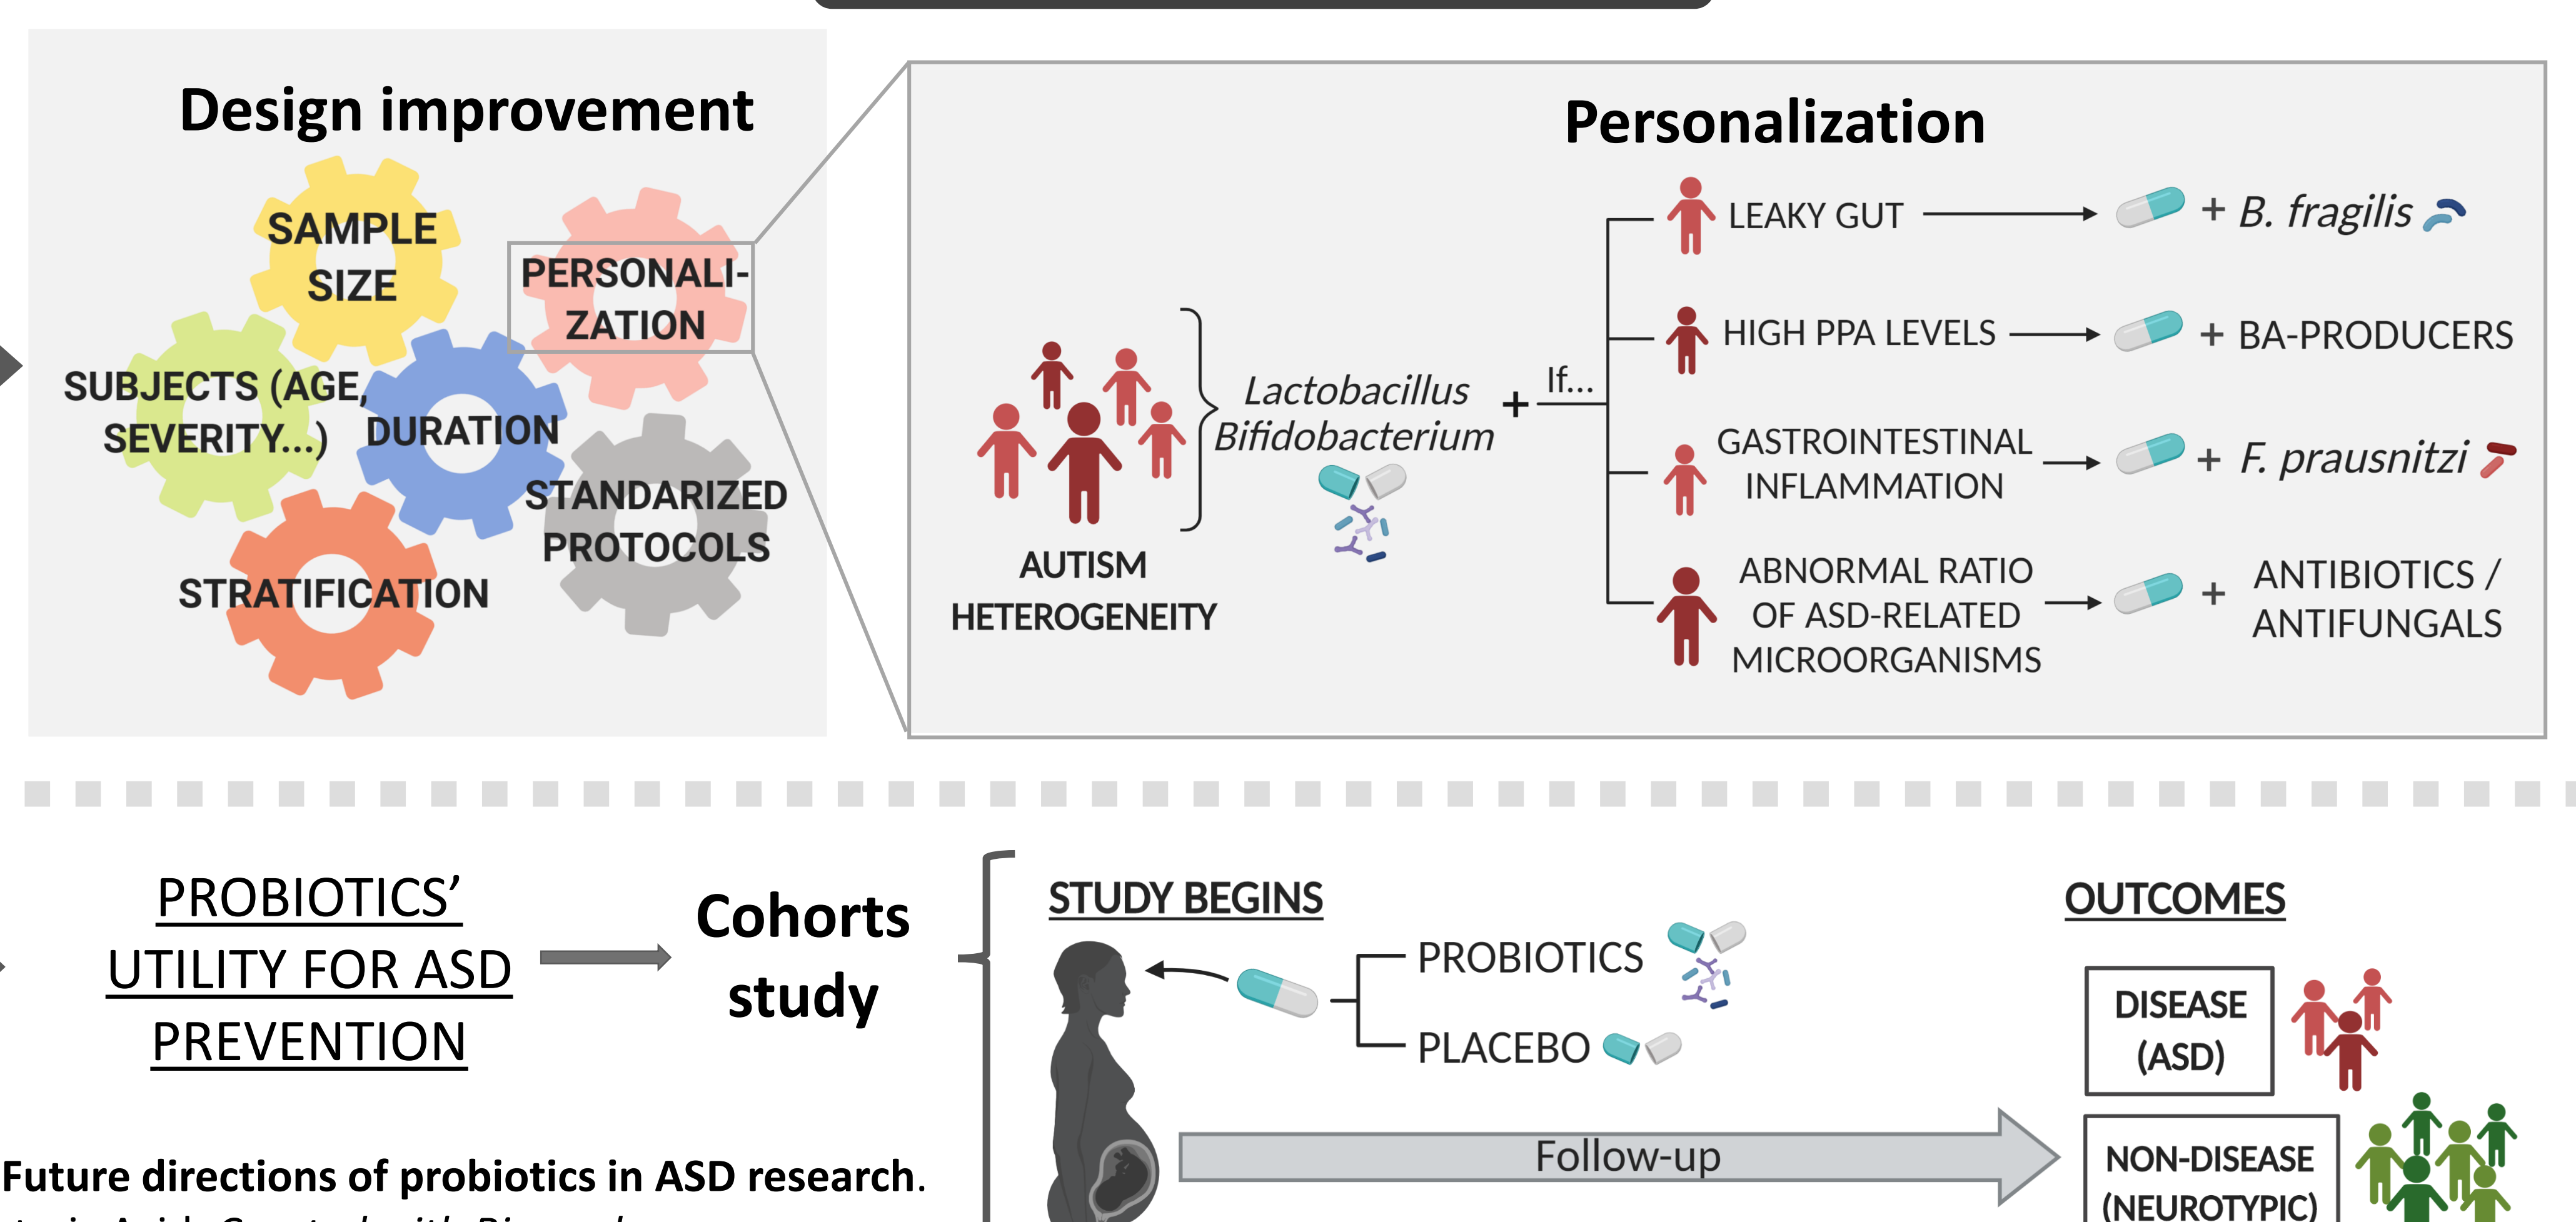 Design improvement
SAMPLE
SIZE
PERSONALI-
ZATION
SUBJECTS (AGE,
SEVERITY...)
DURATION
STANDARIZED
PROTOCOLS
STRATIFICATION
Personalization
AUTISM
HETEROGENEITY
Lactobacillus
Bifidobacterium
+
If...
LEAKY GUT
+ B. fragilis
HIGH PPA LEVELS
+ BA-PRODUCERS
GASTROINTESTINAL
INFLAMMATION
+ F. prausnitzi
ABNORMAL RATIO
OF ASD-RELATED
MICROORGANISMS
+
ANTIBIOTICS /
ANTIFUNGALS
PROBIOTICS’
UTILITY FOR ASD
PREVENTION
Cohorts
study
STUDY BEGINS
PROBIOTICS
PLACEBO
Follow-up
OUTCOMES
DISEASE
(ASD)
NON-DISEASE
(NEUROTYPIC)
Future directions of probiotics in ASD research.